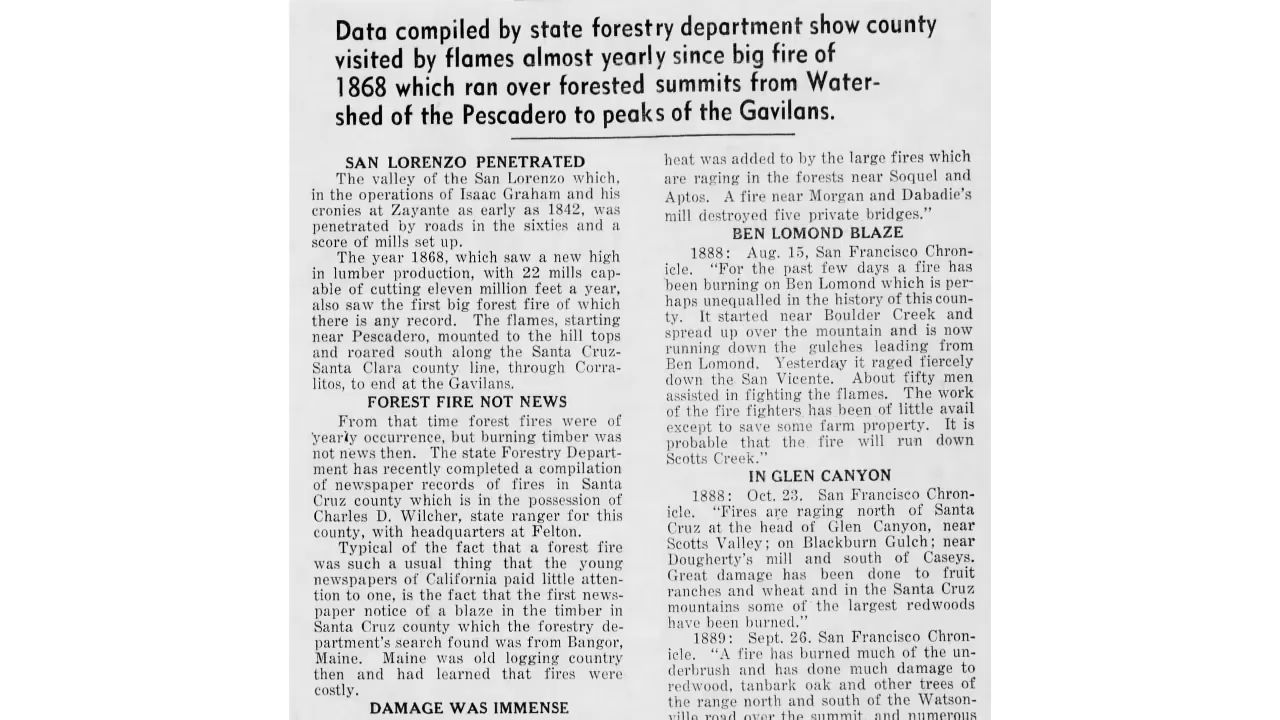 Data compiled by state forestry department show county
visited by flames almost yearly since big fire of
1868 which ran over forested summits from Water-
shed of the Pescadero to peaks of the Gavilans.
SAN LORENZO PENETRATED
The valley of the San Lorenzo which,
in the operations of Isaac Graham and his
cronies at Zayante as early as 1842, was
penetrated by roads in the sixties and a
score of mills set up.
The year 1868, which saw a new high
in lumber production, with 22 mills cap-
able of cutting eleven million feet a year,
also saw the first big forest fire of which
there is any record. The flames, starting
near Pescadero, mounted to the hill tops
and roared south along the Santa Cruz-
Santa Clara county line, through Corra-
litos, to end at the Gavilans.
FOREST FIRE NOT NEWS
From that time forest fires were of
yearly occurrence, but burning timber was
not news then. The state Forestry Depart-
ment has recently completed a compilation
of newspaper records of fires in Santa
Cruz county which is in the possession of
Charles D. Wilcher, state ranger for this
county, with headquarters at Felton.
Typical of the fact that a forest fire
was such a usual thing that the young
newspapers of California paid little atten-
tion to one, is the fact that the first news-
paper notice of a blaze in the timber in
Santa Cruz county which the forestry de-
partment's search found was from Bangor,
Maine. Maine was old logging country
then and had learned that fires were
costly.
DAMAGE WAS IMMENSE
heat was added to by the large fires which
are raging in the forests near Soquel and
Aptos. A fire near Morgan and Dabadie's
mill destroyed five private bridges."
BEN LOMOND BLAZE
1888: Aug. 15, San Francisco Chron-
icle. "For the past few days a fire has
been burning on Ben Lomond which is per-
haps unequalled in the history of this coun-
ty. It started near Boulder Creek and
spread up over the mountain and is now
running down the gulches leading from
Ben Lomond. Yesterday it raged fiercely
down the San Vicente. About fifty men
assisted in fighting the flames. The work
of the fire fighters has been of little avail
except to save some farm property. It is
probable that the fire will run down
Scotts Creek."
IN GLEN CANYON
1888: Oct. 23. San Francisco Chron-
icle. "Fires are raging north of Santa
Cruz at the head of Glen Canyon, near
Scotts Valley; on Blackburn Gulch; near
Dougherty's mill and south of Caseys.
Great damage has been done to fruit
ranches and wheat and in the Santa Cruz
mountains some of the largest redwoods
have been burned."
1889: Sept. 26. San Francisco Chron-
icle. "A fire has burned much of the un-
derbrush and has done much damage to
redwood, tanbark oak and other trees of
the range north and south of the Watson-
ville road over the summit, and numerous